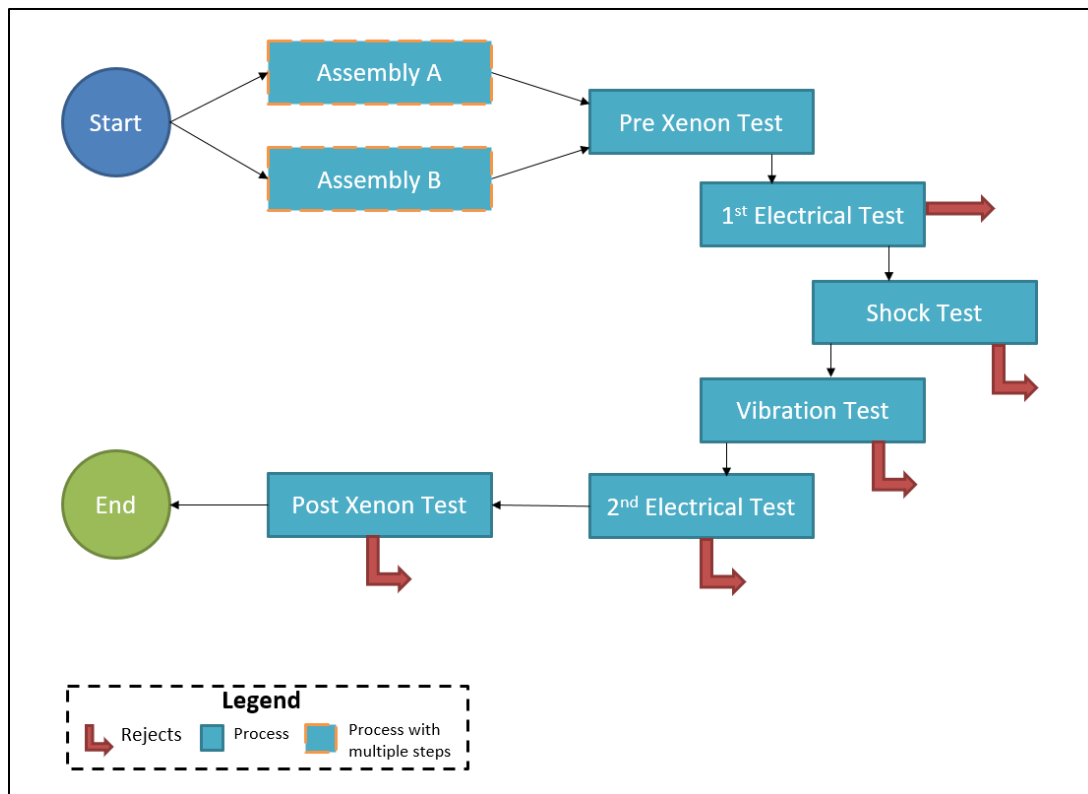 Start
Assembly A
Assembly B
Pre Xenon Test
1st Electrical Test
Shock Test
Vibration Test
2nd Electrical Test
Post Xenon Test
End
Legend
Rejects
Process
Process with
multiple steps